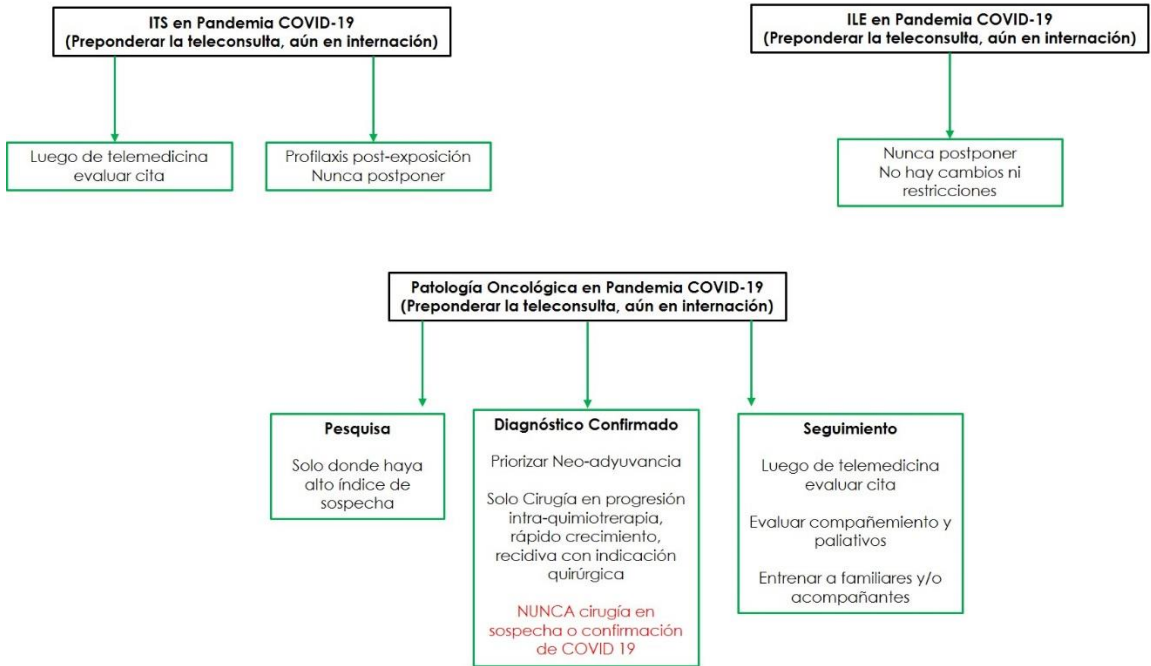 ITS en Pandemia COVID-19
(Preponderar la teleconsulta, aún en internación)
Luego de telemedicina
evaluar cita
Profilaxis post-exposición
Nunca postponer
ILE en Pandemia COVID-19
(Preponderar la teleconsulta, aún en internación)
Nunca postponer
No hay cambios ni
restricciones
Patología Oncológica en Pandemia COVID-19
(Preponderar la teleconsulta, aún en internación)
Pesquisa
Solo donde haya
alto índice de
sospecha
Diagnóstico Confirmado
Priorizar Neo-adyuvancia
Solo Cirugía en progresión
intra-quimiotrerapia,
rápido crecimiento,
recidiva con indicación
quirúrgica
NUNCA cirugía en
sospecha o confirmación
de COVID 19
Seguimiento
Luego de telemedicina
evaluar cita
Evaluar compañemiento y
paliativos
Entrenar a familiares y/o
acompañantes